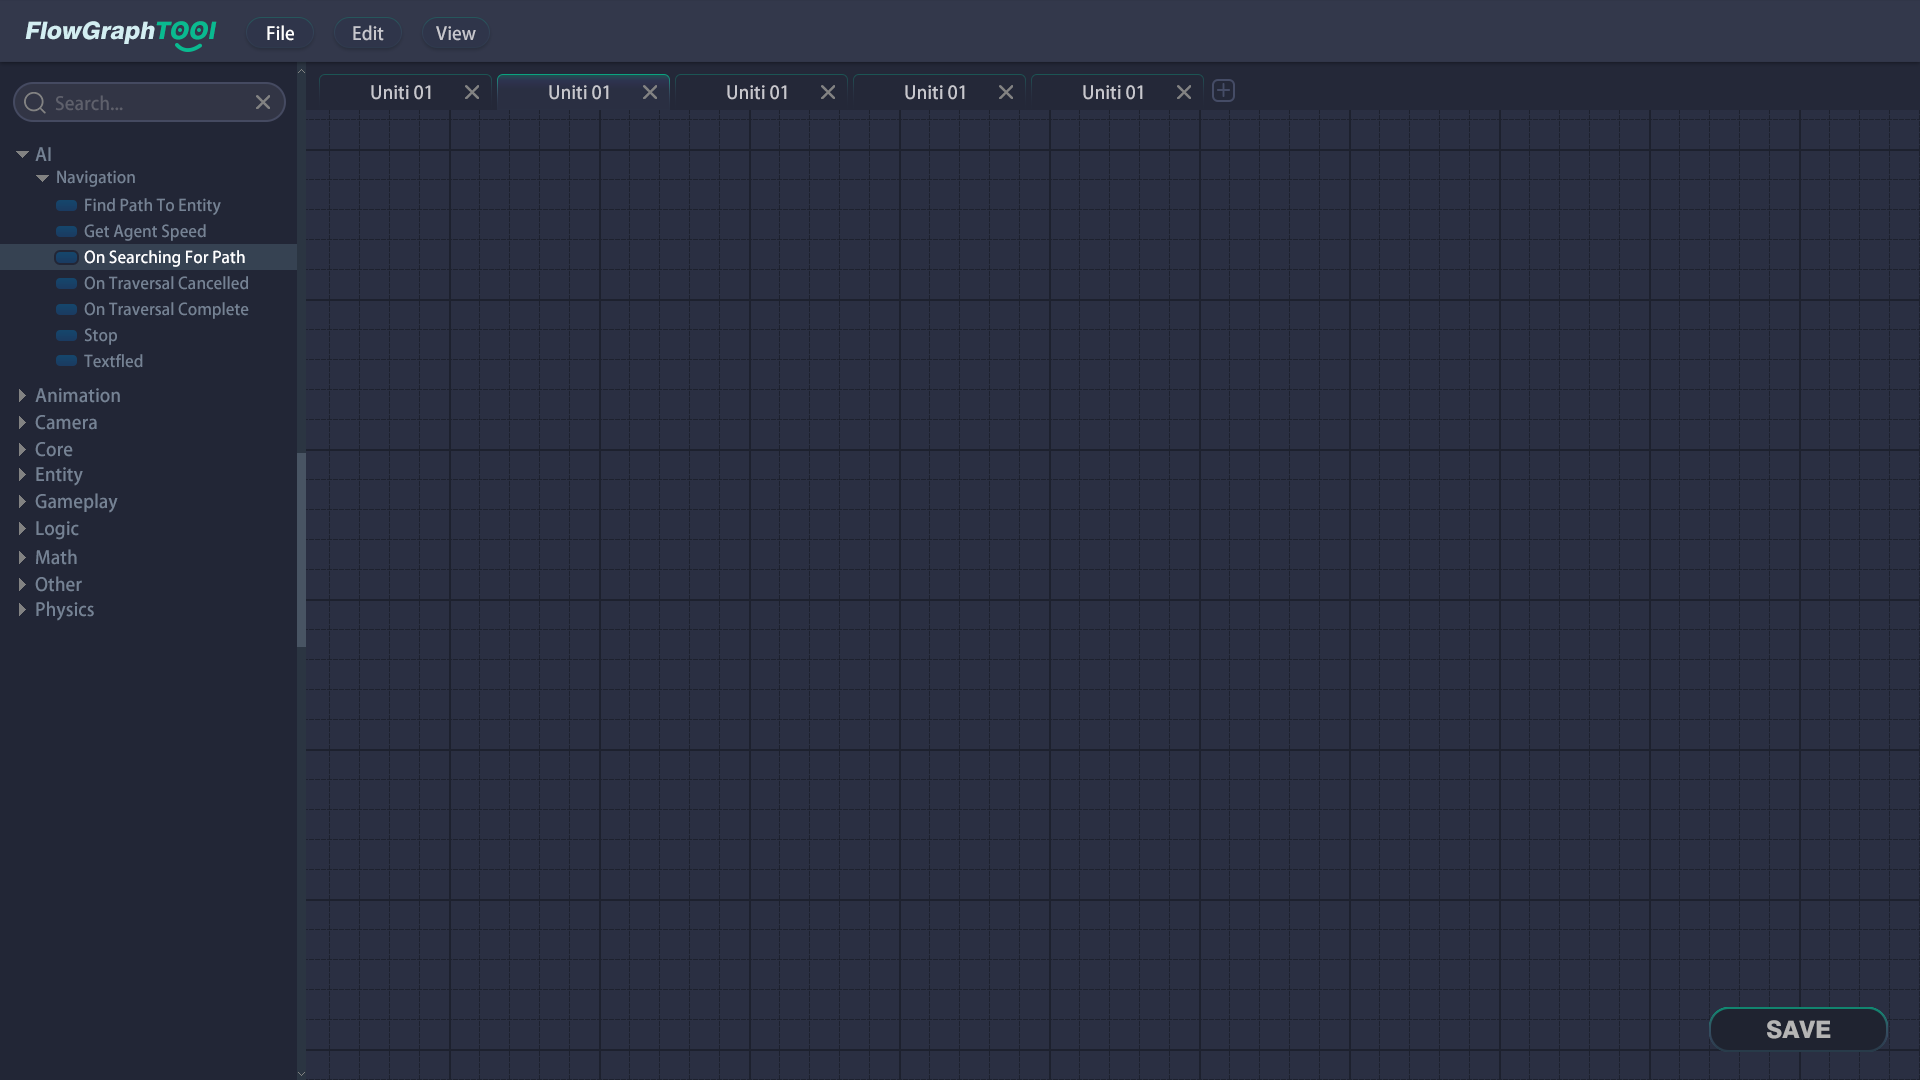 FlowGraphTOOl File Edit View
Search...
Uniti 01 Uniti 01 Uniti 01 Uniti 01 Uniti 01
AI
Navigation
Find Path To Entity
Get Agent Speed
On Searching For Path
On Traversal Cancelled
On Traversal Complete
Stop
Textfled
Animation
Camera
Core
Entity
Gameplay
Logic
Math
Other
Physics
SAVE